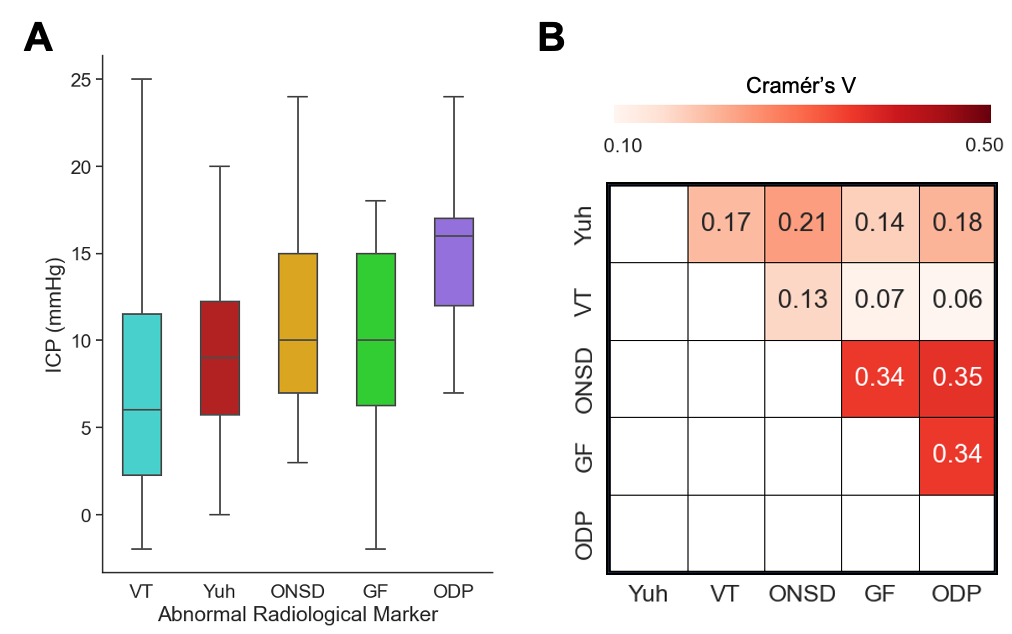 A
25
20
15
10
5
0
ICP (mmHg)
VT Yuh ONSD GF ODP
Abnormal Radiological Marker
B
Cramér’s V
0.10 0.50
Yuh 0.17 0.21 0.14 0.18
VT 0.13 0.07 0.06
ONSD 0.34 0.35
GF 0.34
ODP
Yuh VT ONSD GF ODP